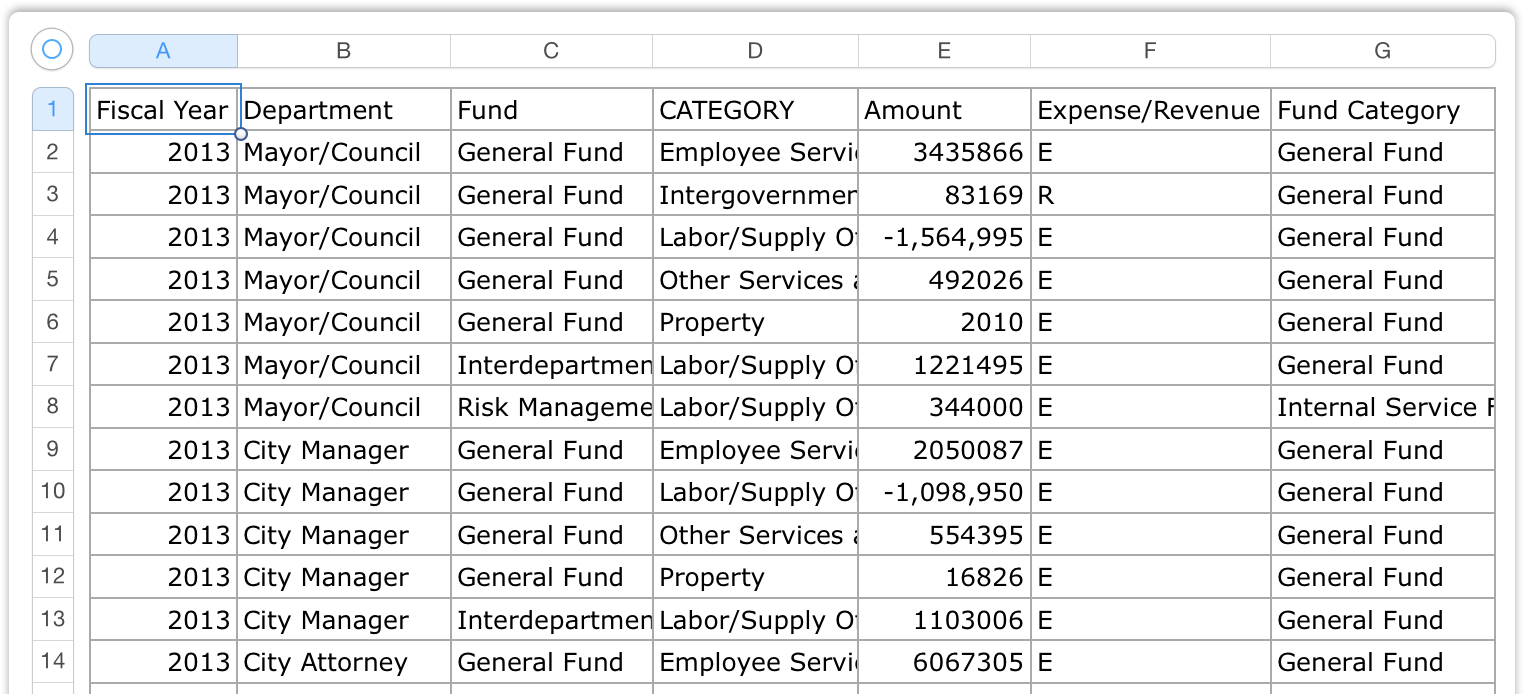 A B C D E F G
1 Fiscal Year Department Fund CATEGORY Amount Expense/Revenue Fund Category
2 2013 Mayor/Council General Fund Employee Servi 3435866 E General Fund
3 2013 Mayor/Council General Fund Intergovernmen 83169 R General Fund
4 2013 Mayor/Council General Fund Labor/Supply Of -1,564,995 E General Fund
5 2013 Mayor/Council General Fund Other Services a 492026 E General Fund
6 2013 Mayor/Council General Fund Property 2010 E General Fund
7 2013 Mayor/Council Interdepartmen Labor/Supply Of 1221495 E General Fund
8 2013 Mayor/Council Risk Manageme Labor/Supply Of 344000 E Internal Service F
9 2013 City Manager General Fund Employee Servi 2050087 E General Fund
10 2013 City Manager General Fund Labor/Supply Of -1,098,950 E General Fund
11 2013 City Manager General Fund Other Services a 554395 E General Fund
12 2013 City Manager General Fund Property 16826 E General Fund
13 2013 City Manager Interdepartmen Labor/Supply Of 1103006 E General Fund
14 2013 City Attorney General Fund Employee Servi 6067305 E General Fund